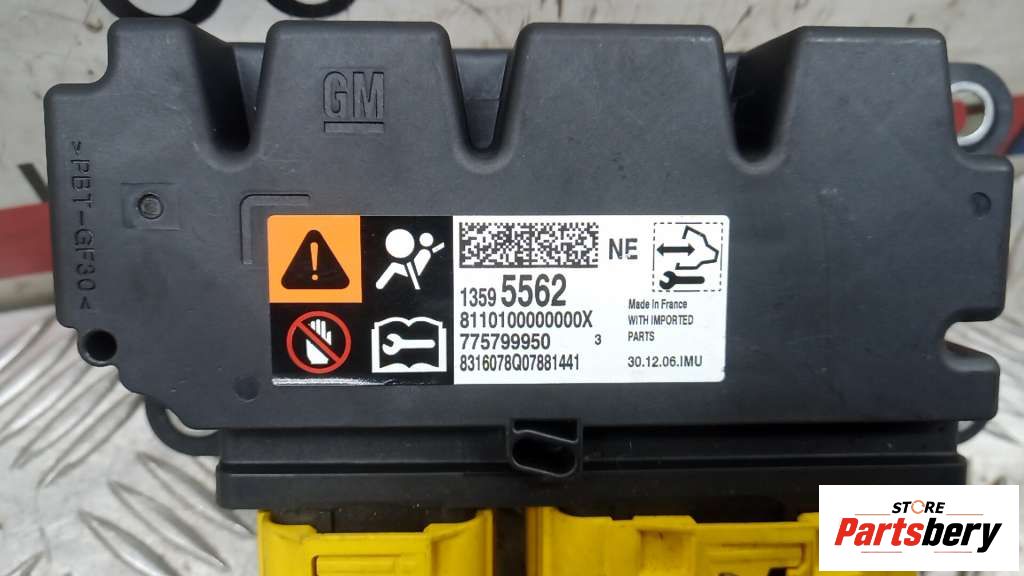 GM
>PBT-GF30<
NE
1359 5562
8110100000000X
775799950 3
8316078Q07881441
Made In France
WITH IMPORTED
PARTS
30.12.06.IMU
STORE
Partsbery